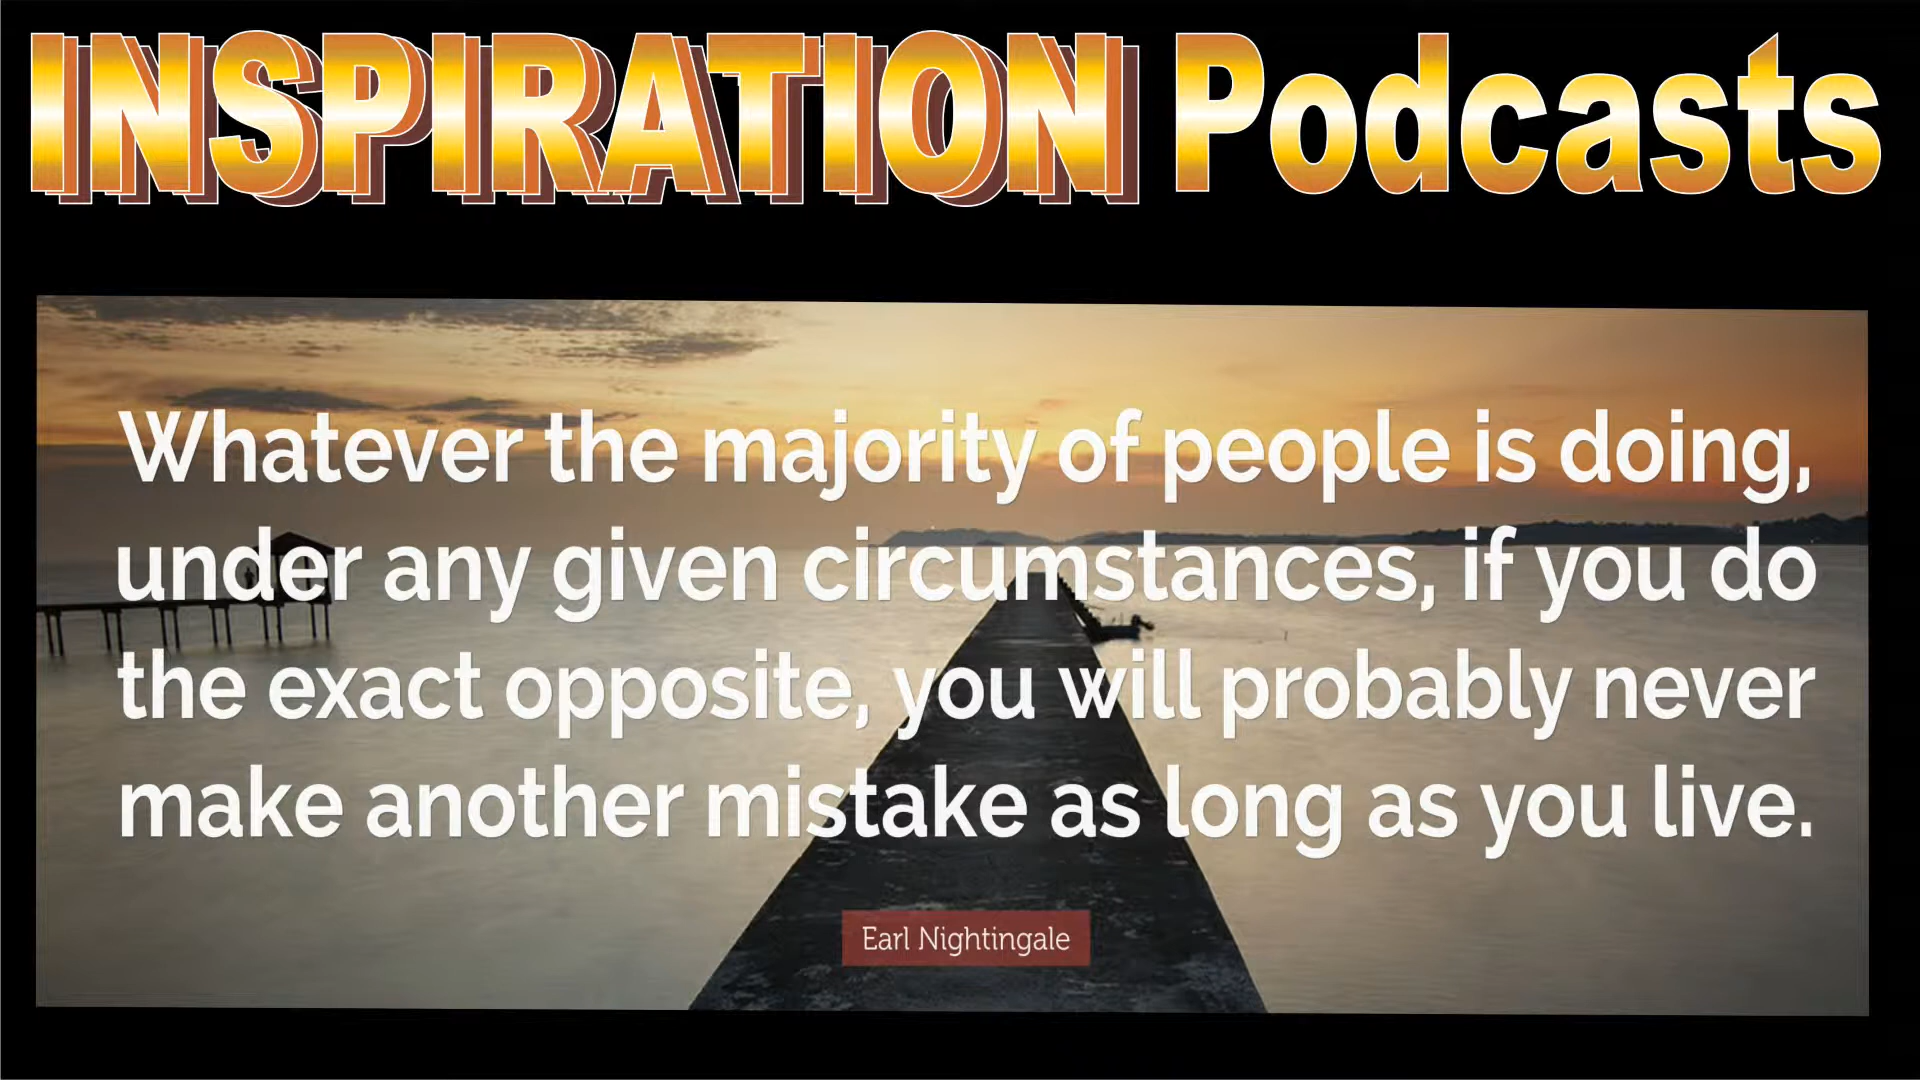 INSPIRATION Podcasts
Whatever the majority of people is doing,
under any given circumstances, if you do
the exact opposite, you will probably never
make another mistake as long as you live.
Earl Nightingale